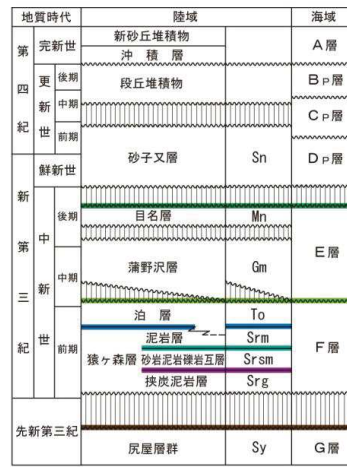 地質時代 陸域 海域
第四紀 完新世 新砂丘堆積物 A層
沖積層
更新世 後期 段丘堆積物 BP層
中期 CP層
前期 砂子又層 Sn DP層
新第三紀 鮮新世
中新世 後期 目名層 Mn E層
中期 蒲野沢層 Gm
前期 泊層 To F層
泥岩層 Srm
猿ヶ森層 砂岩泥岩礫岩互層 Srsm
挟炭泥岩層 Srg
先新第三紀 尻屋層群 Sy G層